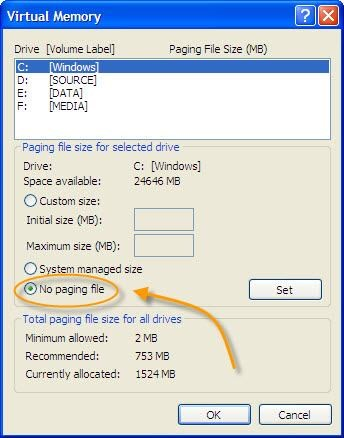 Virtual Memory
Drive [Volume Label] Paging File Size (MB)
C: [Windows]
D: [SOURCE]
E: [DATA]
F: [MEDIA]
Paging file size for selected drive
Drive: C: [Windows]
Space available: 24646 MB
Custom size:
Initial size (MB):
Maximum size (MB):
System managed size
No paging file
Set
Total paging file size for all drives
Minimum allowed: 2 MB
Recommended: 753 MB
Currently allocated: 1524 MB
OK Cancel